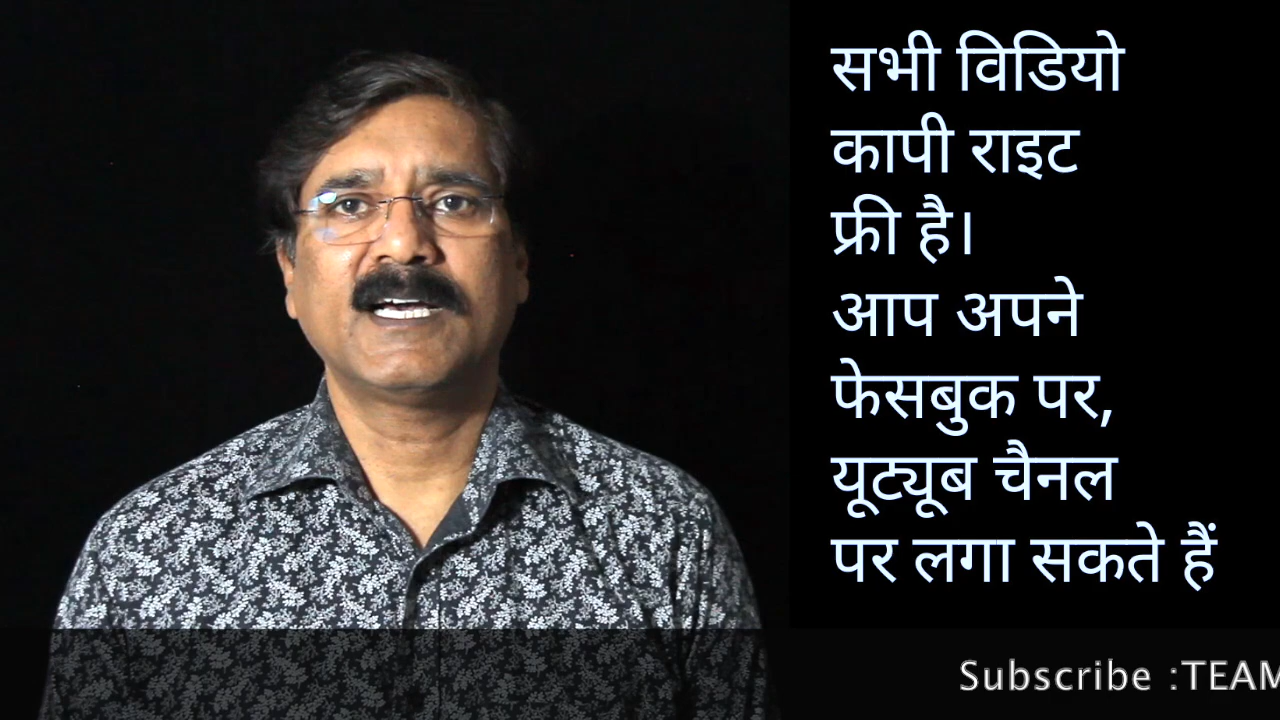 सभी विडियो
कापी राइट
फ्री है।
आप अपने
फेसबुक पर,
यूट्यूब चैनल
पर लगा सकते हैं
Subscribe :TEAM